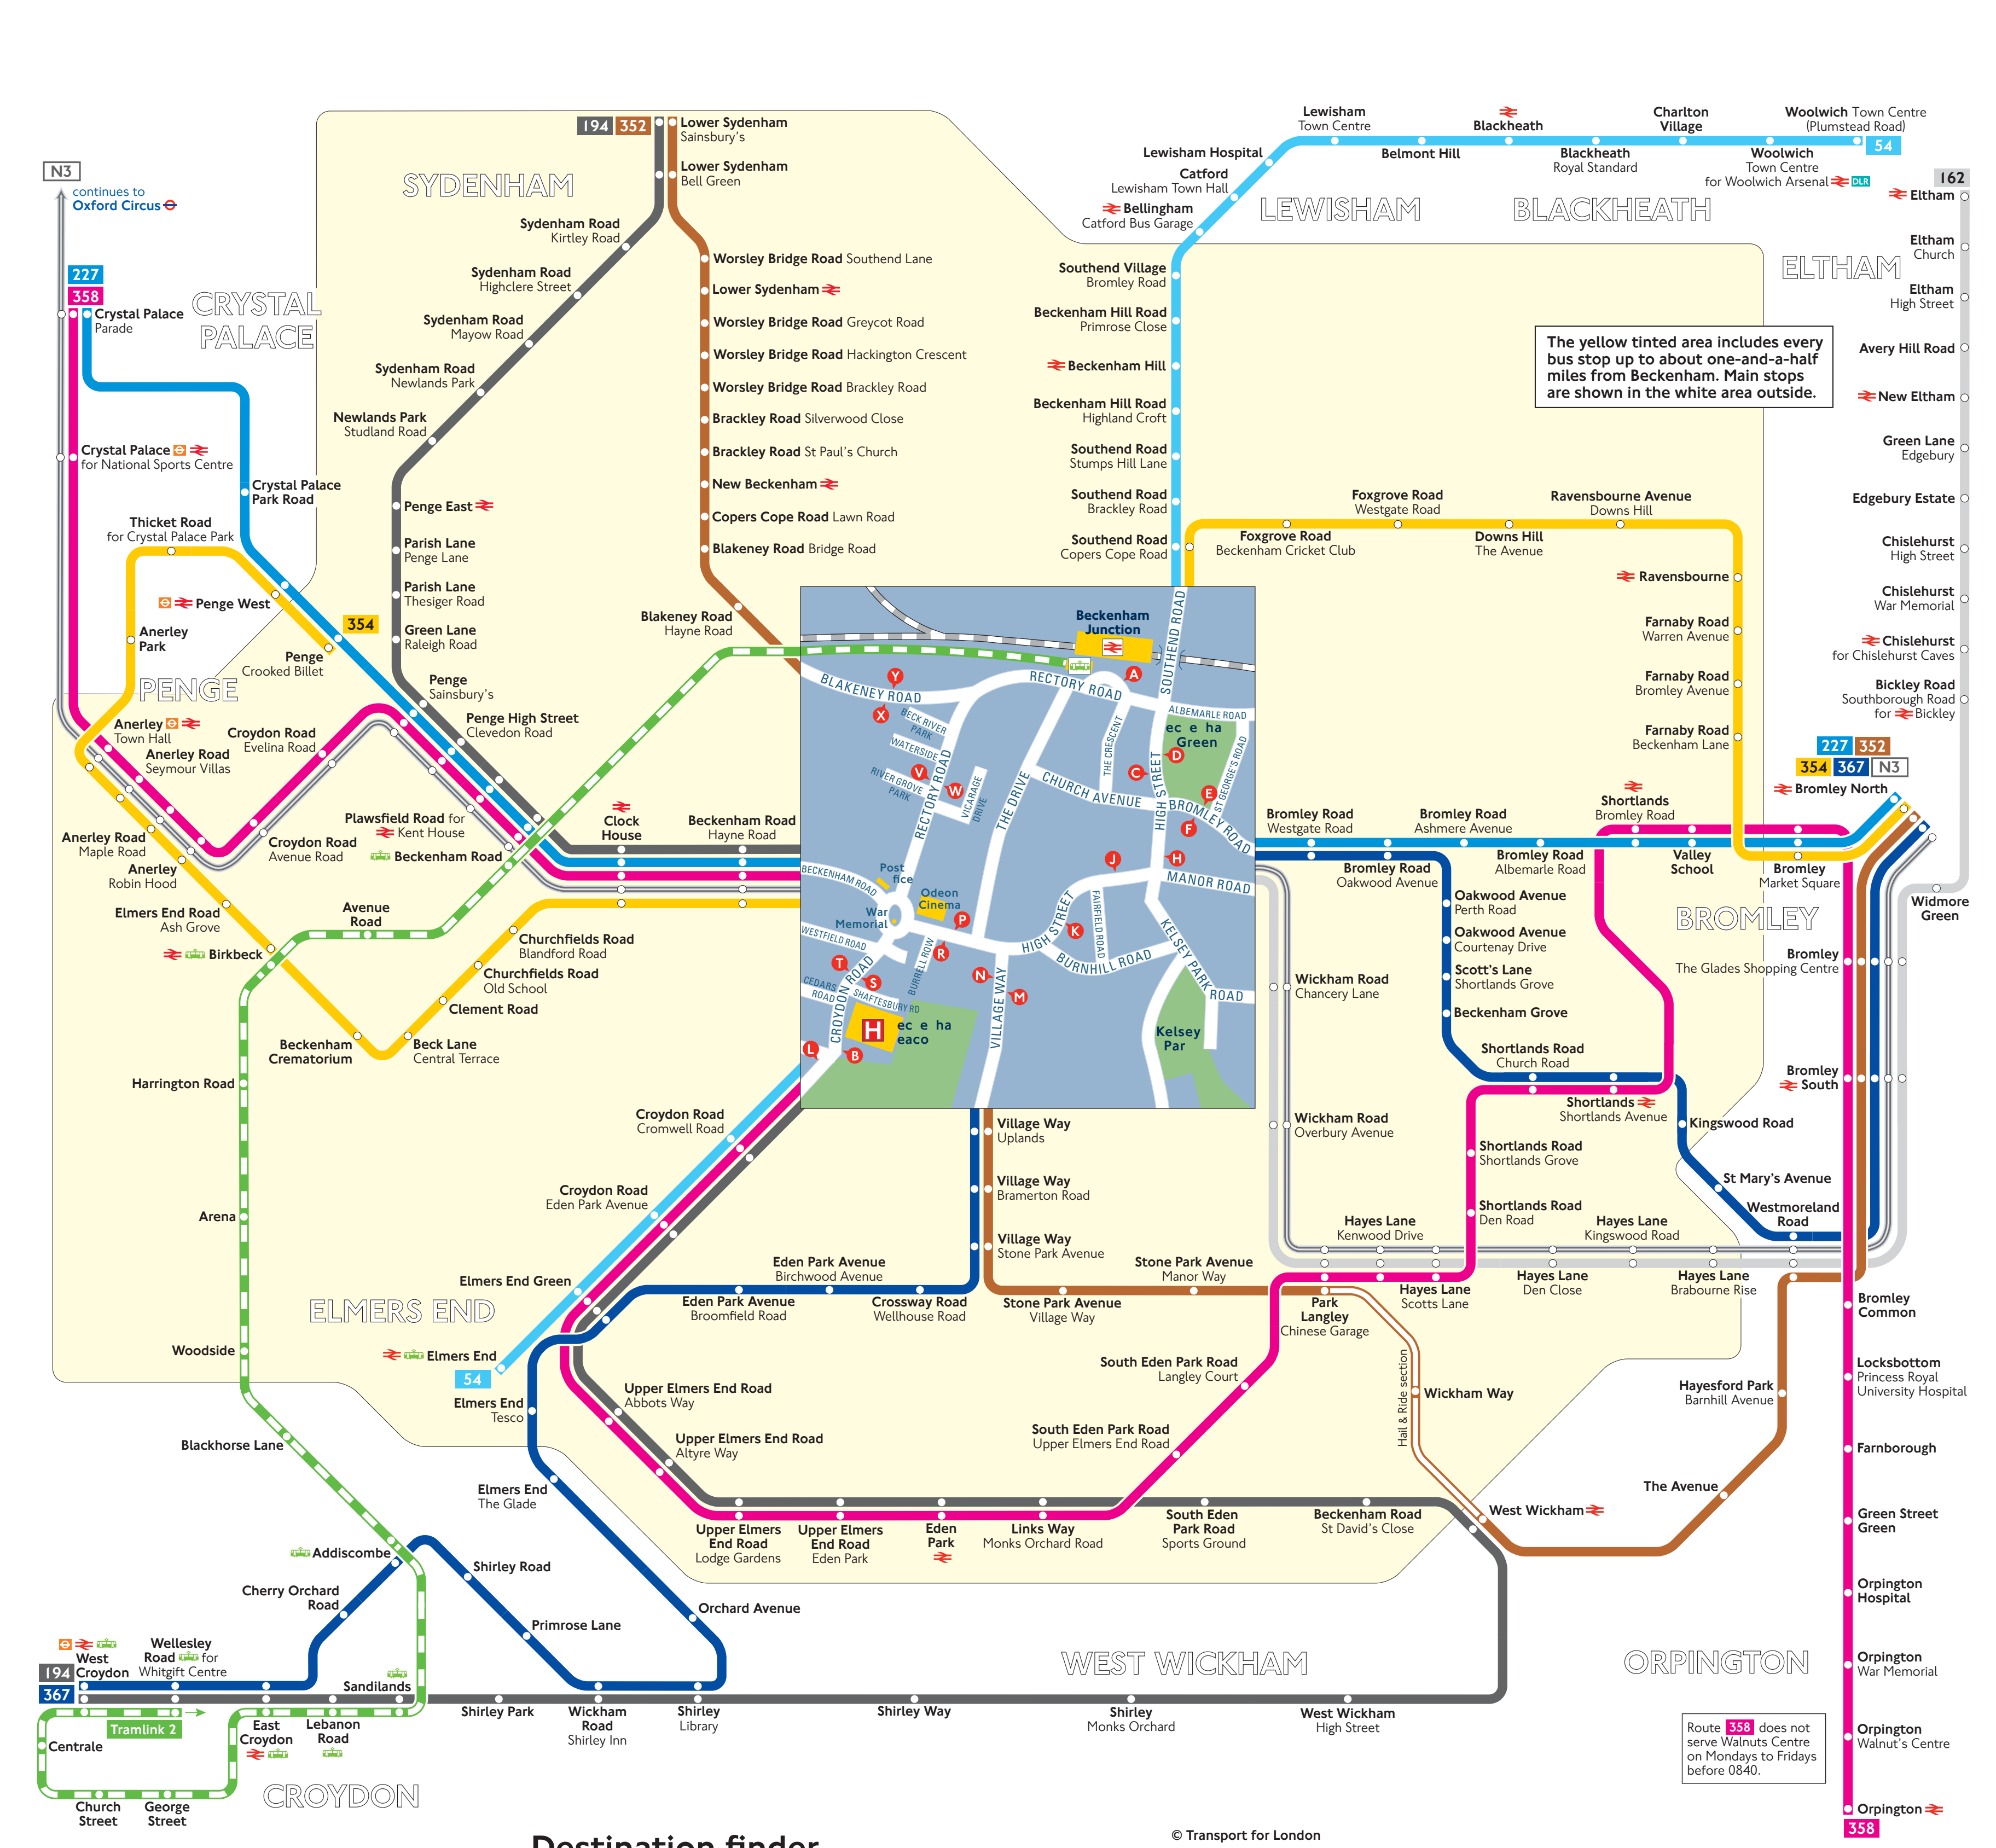 N3
continues to
Oxford Circus
227
358
Crystal Palace
Parade
CRYSTAL
PALACE
Crystal Palace
for National Sports Centre
Crystal Palace
Park Road
Thicket Road
for Crystal Palace Park
Penge West
Anerley
Park
354
Penge
Crooked Billet
PENGE
Anerley
Town Hall
Anerley Road
Seymour Villas
Croydon Road
Evelina Road
Anerley Road
Maple Road
Croydon Road
Avenue Road
Anerley
Robin Hood
Elmers End Road
Ash Grove
Birkbeck
Avenue
Road
Plawsfield Road for
Kent House
Beckenham Road
Clock
House
Beckenham Road
Hayne Road
Churchfields Road
Blandford Road
Churchfields Road
Old School
Clement Road
Beck Lane
Central Terrace
Beckenham
Crematorium
Harrington Road
Arena
Woodside
Blackhorse Lane
194
352
Lower Sydenham
Sainsbury's
Lower Sydenham
Bell Green
SYDENHAM
Sydenham Road
Kirtley Road
Sydenham Road
Highclere Street
Sydenham Road
Mayow Road
Sydenham Road
Newlands Park
Newlands Park
Studland Road
Penge East
Parish Lane
Penge Lane
Parish Lane
Thesiger Road
Green Lane
Raleigh Road
Penge
Sainsbury's
Penge High Street
Clevedon Road
Worsley Bridge Road Southend Lane
Lower Sydenham
Worsley Bridge Road Greycot Road
Worsley Bridge Road Hackington Crescent
Worsley Bridge Road Brackley Road
Brackley Road Silverwood Close
Brackley Road St Paul's Church
New Beckenham
Copers Cope Road Lawn Road
Blakeney Road Bridge Road
Blakeney Road
Hayne Road
Lewisham
Town Centre
Blackheath
Charlton
Village
Woolwich Town Centre
(Plumstead Road)
54
Lewisham Hospital
Belmont Hill
Blackheath
Royal Standard
Woolwich
Town Centre
for Woolwich Arsenal DLR
Catford
Lewisham Town Hall
Bellingham
Catford Bus Garage
LEWISHAM
BLACKHEATH
Southend Village
Bromley Road
Beckenham Hill Road
Primrose Close
Beckenham Hill
Beckenham Hill Road
Highland Croft
Southend Road
Stumps Hill Lane
Southend Road
Brackley Road
Southend Road
Copers Cope Road
162
Eltham
Eltham
Church
ELTHAM
Eltham
High Street
Avery Hill Road
New Eltham
Green Lane
Edgebury
Edgebury Estate
Chislehurst
High Street
Chislehurst
War Memorial
Chislehurst
for Chislehurst Caves
Bickley Road
Southborough Road
for Bickley
The yellow tinted area includes every
bus stop up to about one-and-a-half
miles from Beckenham. Main stops
are shown in the white area outside.
Foxgrove Road
Westgate Road
Ravensbourne Avenue
Downs Hill
Foxgrove Road
Beckenham Cricket Club
Downs Hill
The Avenue
Ravensbourne
Farnaby Road
Warren Avenue
Farnaby Road
Bromley Avenue
Farnaby Road
Beckenham Lane
227 352
354 367 N3
Bromley North
Beckenham
Junction
SOUTHEND ROAD
BLAKENEY ROAD
RECTORY ROAD
ALBEMARLE ROAD
BECK RIVER
PARK
WATERSIDE
RIVER GROVE
PARK
RECTORY ROAD
VICARAGE
DRIVE
THE DRIVE
THE CRESCENT
CHURCH AVENUE
HIGH STREET
ec e ha
Green
ST GEORGE'S ROAD
BROMLEY ROAD
MANOR ROAD
BECKENHAM ROAD
Post
fice
Odeon
Cinema
War
Memorial
WESTFIELD ROAD
CROYDON ROAD
CEDARS
ROAD
SHAFTESBURY RD
BURRELL ROW
HIGH STREET
FAIRFIELD ROAD
BURNHILL ROAD
KELSEY PARK ROAD
VILLAGE WAY
ec e ha
eaco
Kelsey
Par
H
A
Y
X
V
W
C
D
E
F
H
J
K
P
R
N
M
T
S
L
B
Bromley Road
Westgate Road
Bromley Road
Ashmere Avenue
Shortlands
Bromley Road
Bromley Road
Oakwood Avenue
Bromley Road
Albemarle Road
Valley
School
Bromley
Market Square
Widmore
Green
Oakwood Avenue
Perth Road
Oakwood Avenue
Courtenay Drive
Scott's Lane
Shortlands Grove
Beckenham Grove
Shortlands Road
Church Road
BROMLEY
Bromley
The Glades Shopping Centre
Bromley
South
Wickham Road
Chancery Lane
Wickham Road
Overbury Avenue
Shortlands
Shortlands Avenue
Kingswood Road
Shortlands Road
Shortlands Grove
Shortlands Road
Den Road
St Mary's Avenue
Westmoreland
Road
Hayes Lane
Kenwood Drive
Hayes Lane
Kingswood Road
Hayes Lane
Scotts Lane
Hayes Lane
Den Close
Hayes Lane
Brabourne Rise
Park
Langley
Chinese Garage
Croydon Road
Cromwell Road
Croydon Road
Eden Park Avenue
Elmers End Green
ELMERS END
Elmers End
54
Elmers End
Tesco
Elmers End
The Glade
Village Way
Uplands
Village Way
Bramerton Road
Village Way
Stone Park Avenue
Eden Park Avenue
Birchwood Avenue
Eden Park Avenue
Broomfield Road
Crossway Road
Wellhouse Road
Stone Park Avenue
Village Way
Stone Park Avenue
Manor Way
South Eden Park Road
Langley Court
South Eden Park Road
Upper Elmers End Road
Hail & Ride section
Wickham Way
West Wickham
The Avenue
Hayesford Park
Barnhill Avenue
Upper Elmers End Road
Abbots Way
Upper Elmers End Road
Altyre Way
Upper Elmers
End Road
Lodge Gardens
Upper Elmers
End Road
Eden Park
Eden
Park
Links Way
Monks Orchard Road
South Eden
Park Road
Sports Ground
Beckenham Road
St David's Close
Bromley
Common
Locksbottom
Princess Royal
University Hospital
Farnborough
Green Street
Green
Orpington
Hospital
Orpington
War Memorial
Orpington
Walnut's Centre
Orpington
358
ORPINGTON
WEST WICKHAM
Route 358 does not
serve Walnuts Centre
on Mondays to Fridays
before 0840.
Addiscombe
Cherry Orchard
Road
Shirley Road
Primrose Lane
Orchard Avenue
West
Croydon
Wellesley
Road for
Whitgift Centre
194
367
Sandilands
Tramlink 2
Centrale
Church
Street
George
Street
East
Croydon
Lebanon
Road
CROYDON
Shirley Park
Wickham
Road
Shirley Inn
Shirley
Library
Shirley Way
Shirley
Monks Orchard
West Wickham
High Street
Destination finder
© Transport for London